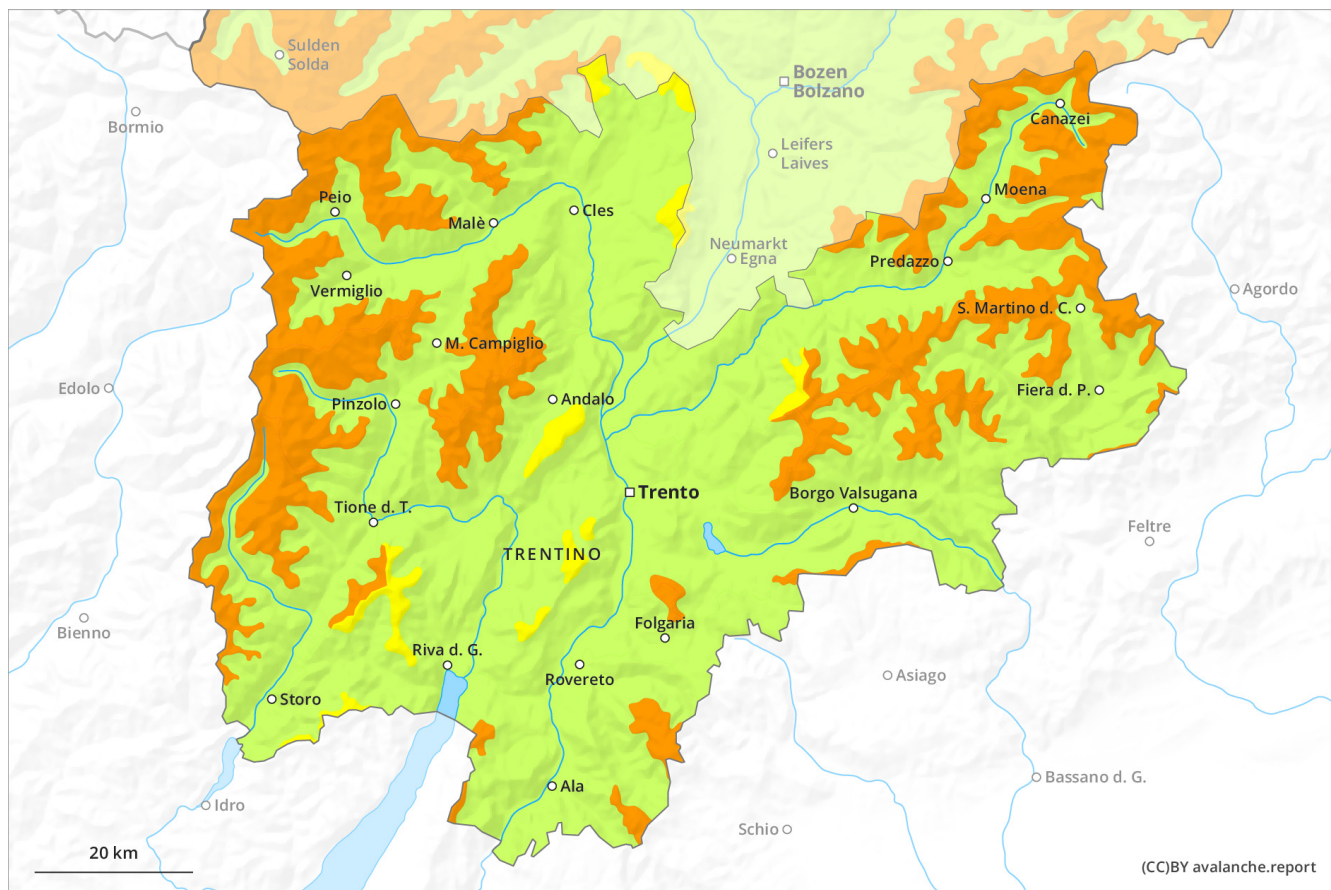 Sulden
Solda
Bozen
Bolzano
Bormio
Canazei
Leifers
Laives
Peio
Moena
Malè
Cles
Neumarkt
Egna
Predazzo
Vermiglio
Agordo
S. Martino d. C.
M. Campiglio
Edolo
Fiera d. P.
Andalo
Pinzolo
Trento
Borgo Valsugana
Tione d. T.
Feltre
TRENTINO
Bienno
Folgaria
Riva d. G.
Rovereto
Asiago
Storo
Bassano d. G.
Ala
Idro
Schio
20 km
(CC)BY avalanche.report